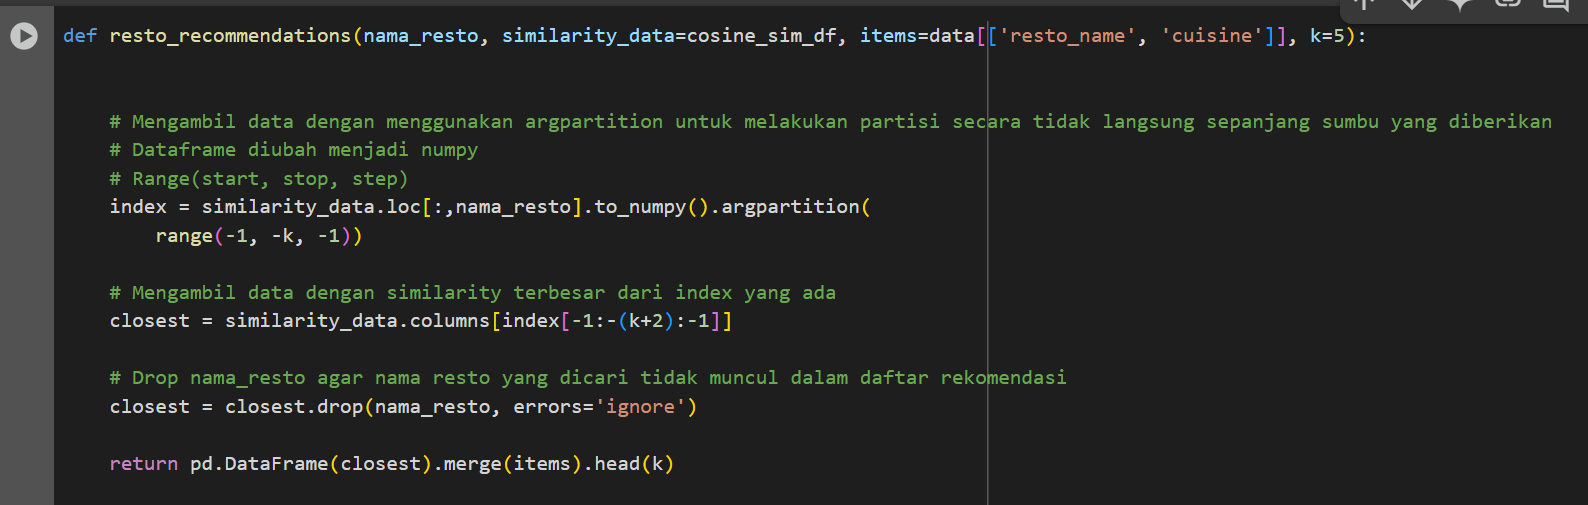 def resto_recommendations(nama_resto, similarity_data=cosine_sim_df, items=data[['resto_name', 'cuisine']], k=5):
# Mengambil data dengan menggunakan argpartition untuk melakukan partisi secara tidak langsung sepanjang sumbu yang diberikan
# Dataframe diubah menjadi numpy
# Range(start, stop, step)
index = similarity_data.loc[:,nama_resto].to_numpy().argpartition(
range(-1, -k, -1))
# Mengambil data dengan similarity terbesar dari index yang ada
closest = similarity_data.columns[index[-1:-(k+2):-1]]
# Drop nama_resto agar nama resto yang dicari tidak muncul dalam daftar rekomendasi
closest = closest.drop(nama_resto, errors='ignore')
return pd.DataFrame(closest).merge(items).head(k)